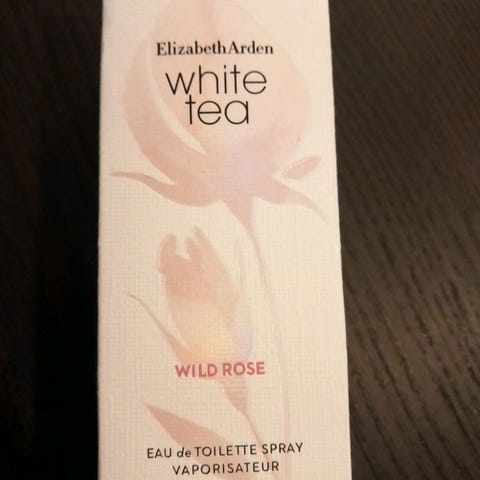 ElizabethArden
white
tea
WILD ROSE
EAU de TOILETTE SPRAY
VAPORISATEUR